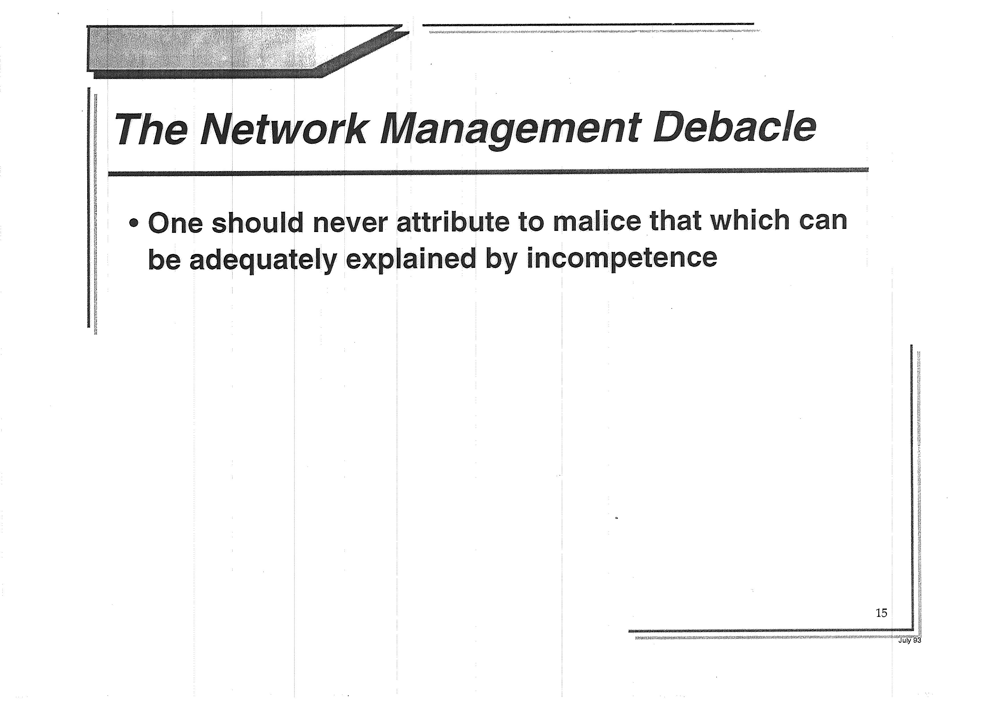 The Network Management Debacle
• One should never attribute to malice that which can
be adequately explained by incompetence
15
July 93